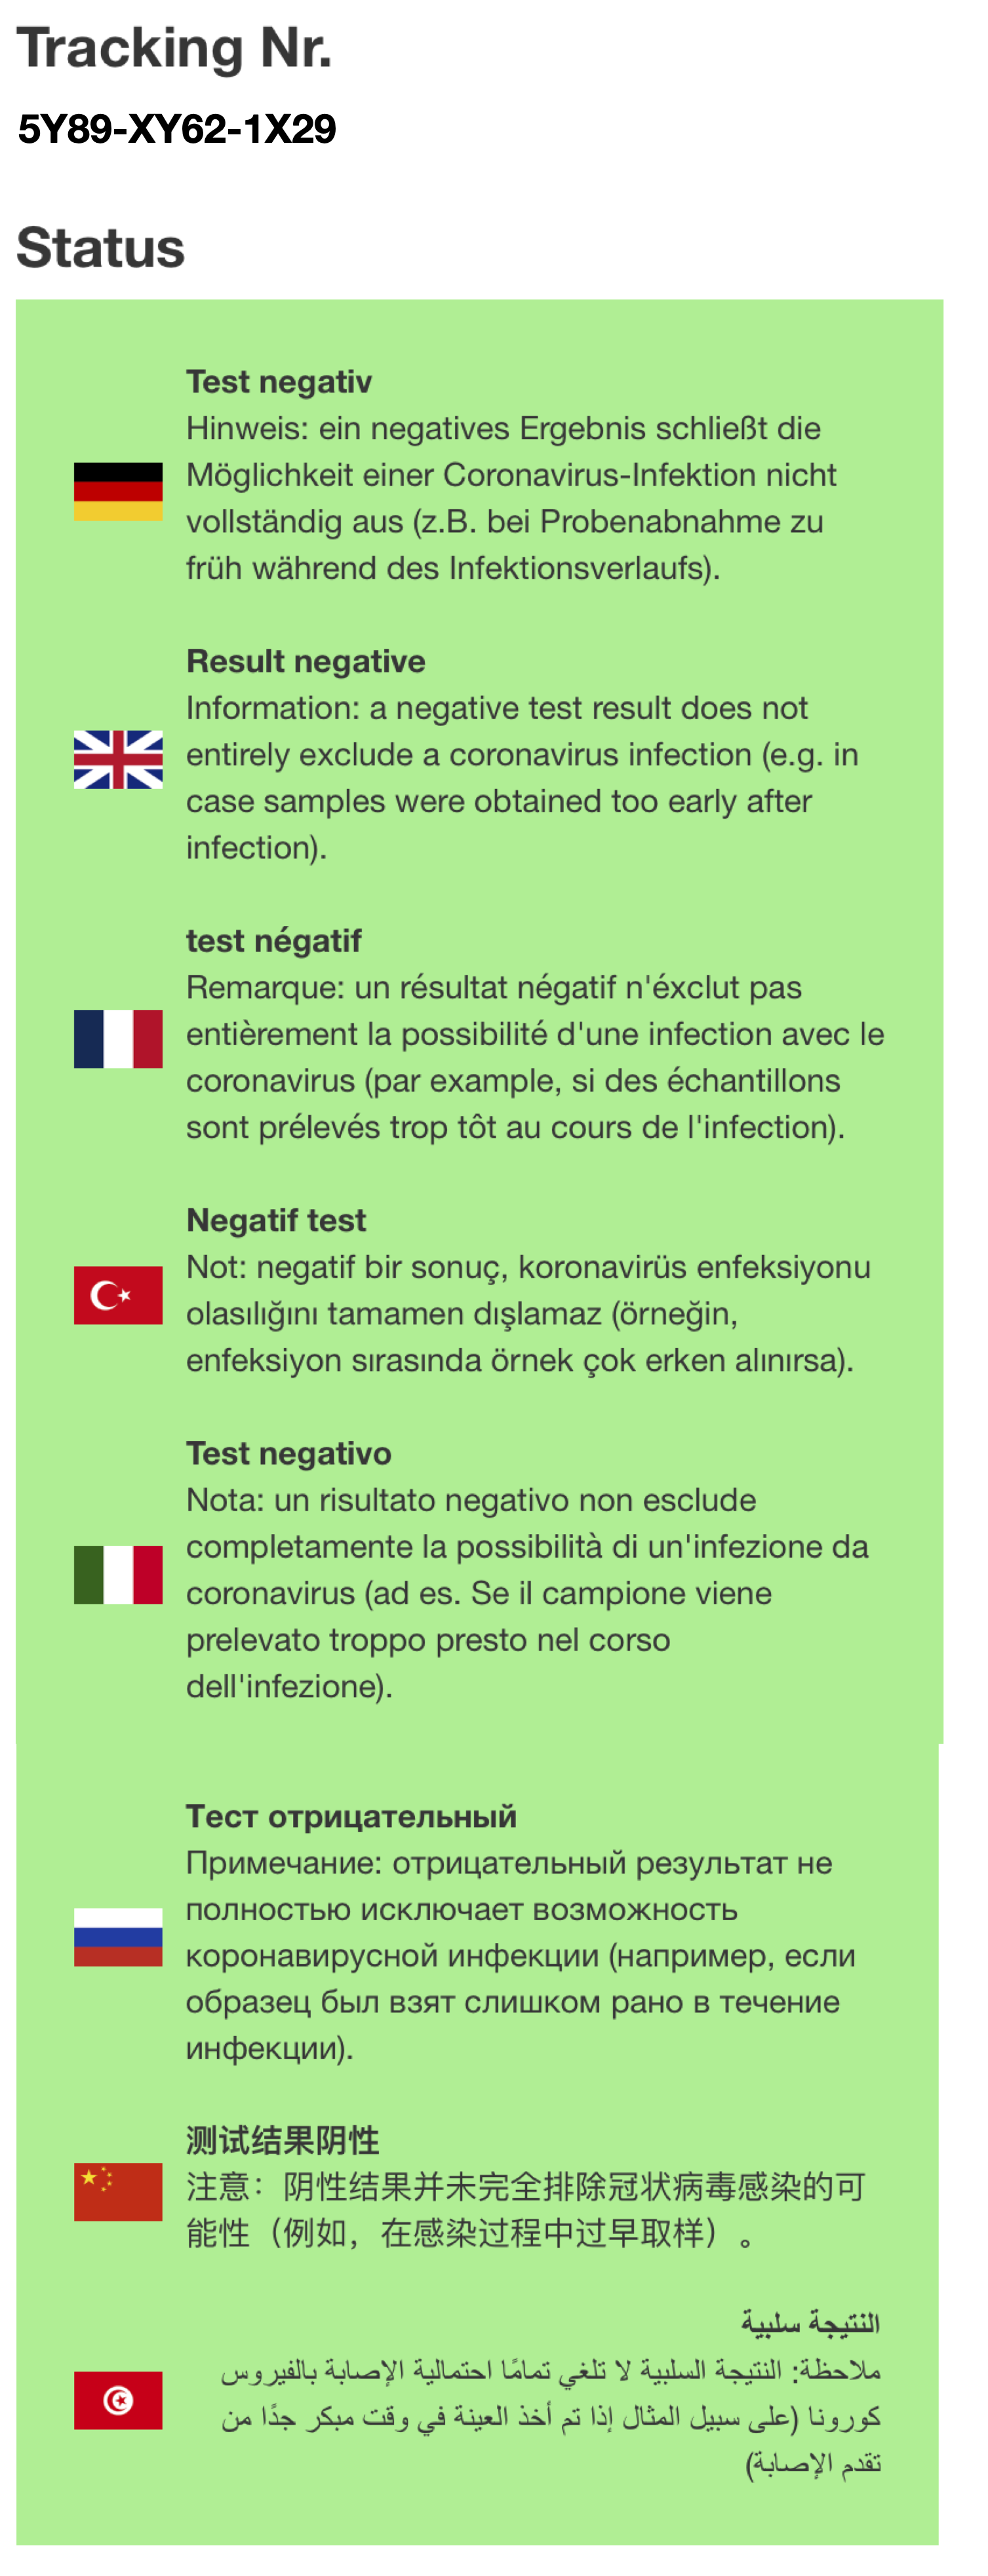 Tracking Nr.
5Y89-XY62-1X29
Status
Test negativ
Hinweis: ein negatives Ergebnis schließt die
Möglichkeit einer Coronavirus-Infektion nicht
vollständig aus (z.B. bei Probenabnahme zu
früh während des Infektionsverlaufs).
Result negative
Information: a negative test result does not
entirely exclude a coronavirus infection (e.g. in
case samples were obtained too early after
infection).
test négatif
Remarque: un résultat négatif n'éxclut pas
entièrement la possibilité d'une infection avec le
coronavirus (par example, si des échantillons
sont prélevés trop tôt au cours de l'infection).
Negatif test
Not: negatif bir sonuç, koronavirüs enfeksiyonu
olasılığını tamamen dışlamaz (örneğin,
enfeksiyon sırasında örnek çok erken alınırsa).
Test negativo
Nota: un risultato negativo non esclude
completamente la possibilità di un'infezione da
coronavirus (ad es. Se il campione viene
prelevato troppo presto nel corso
dell'infezione).
Тест отрицательный
Примечание: отрицательный результат не
полностью исключает возможность
коронавирусной инфекции (например, если
образец был взят слишком рано в течение
инфекции).
测试结果阴性
注意：阴性结果并未完全排除冠状病毒感染的可
能性（例如，在感染过程中过早取样）。
النتيجة سلبية
ملاحظة: النتيجة السلبية لا تلغي تمامًا احتمالية الإصابة بالفيروس
كورونا (على سبيل المثال إذا تم أخذ العينة في وقت مبكر جدًا من
تقدم الإصابة)